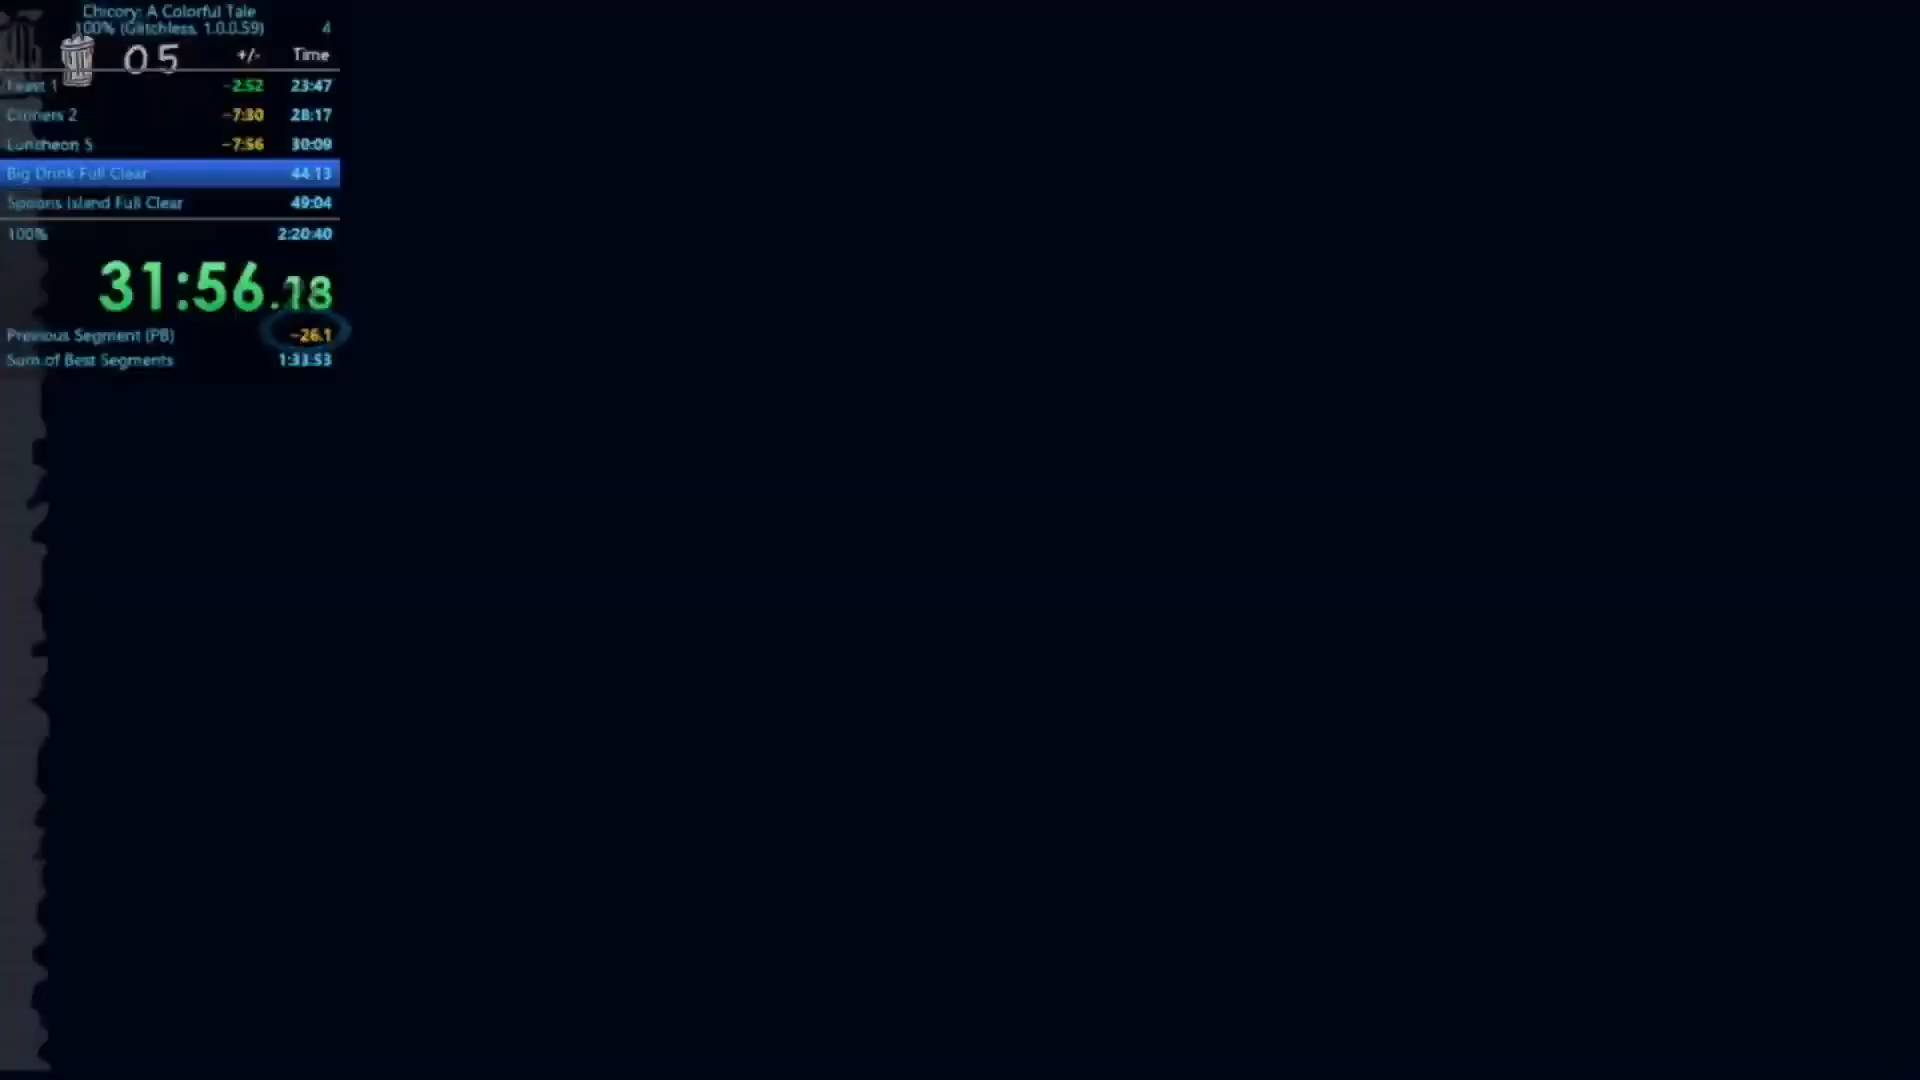 Chicory: A Colorful Tale
100% (Glitchless, 1.0.0.59) 4
05 +/- Time
Feast 1 -2:52 23:47
Dinners 2 -7:30 28:17
Luncheon 5 -7:56 30:09
Big Drink Full Clear 44:13
Spoons Island Full Clear 49:04
100% 2:20:40
31:56.18
Previous Segment (PB) -26.1
Sum of Best Segments 1:33:53